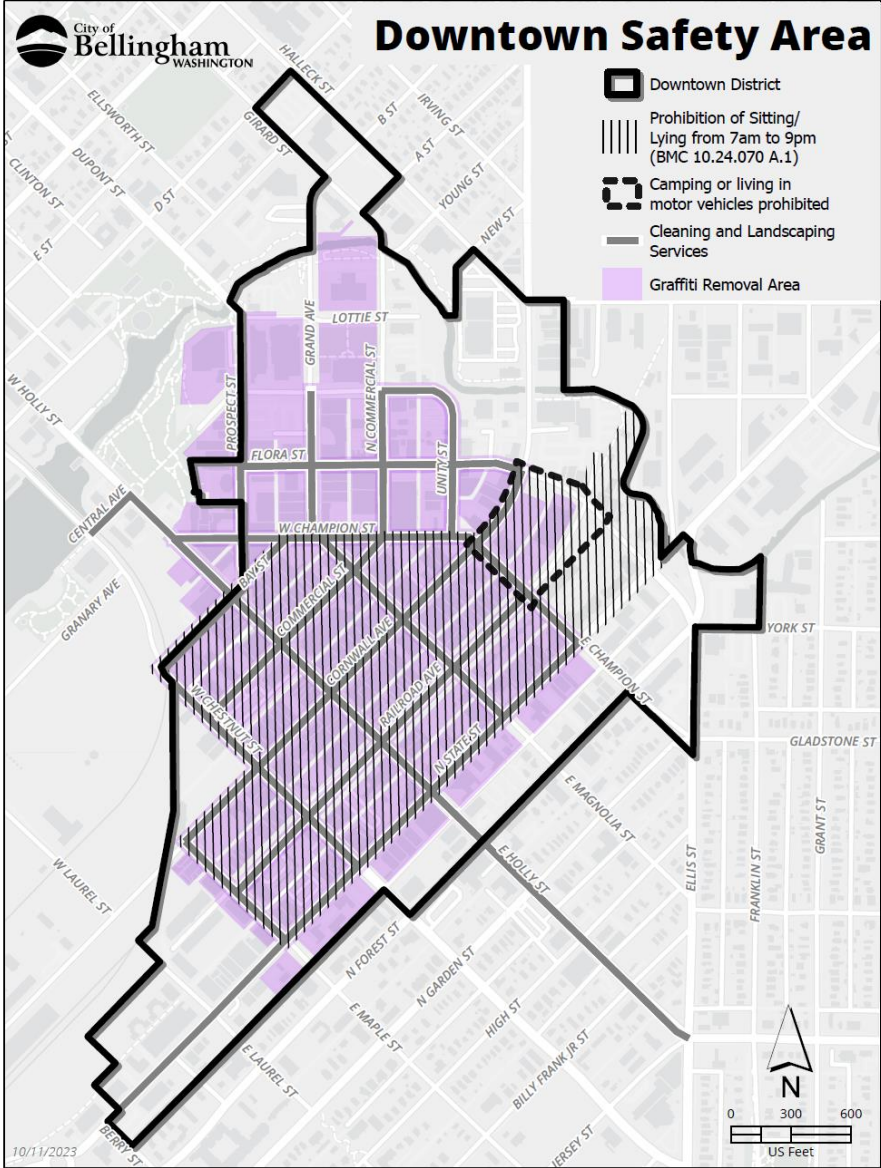 City of
Bellingham
WASHINGTON
Downtown Safety Area
Downtown District
Prohibition of Sitting/
Lying from 7am to 9pm
(BMC 10.24.070 A.1)
Camping or living in
motor vehicles prohibited
Cleaning and Landscaping
Services
Graffiti Removal Area
HALLECK ST
ELLSWORTH ST
GIRARD ST
B ST
IRVING ST
A ST
CLINTON ST
DUPONT ST
D ST
YOUNG ST
NEW ST
E ST
GRAND AVE
LOTTIE ST
N COMMERCIAL ST
PROSPECT ST
W HOLLY ST
FLORA ST
UNITY ST
CENTRAL AVE
W CHAMPION ST
BAY ST
COMMERCIAL ST
GRANARY AVE
CORNWALL AVE
YORK ST
E CHAMPION ST
RAILROAD AVE
W CHESTNUT ST
N STATE ST
GLADSTONE ST
E MAGNOLIA ST
GRANT ST
W LAUREL ST
E HOLLY ST
ELLIS ST
FRANKLIN ST
N FOREST ST
N GARDEN ST
HIGH ST
E MAPLE ST
E LAUREL ST
BILLY FRANK JR ST
BERRY ST
JERSEY ST
N
0 300 600
US Feet
10/11/2023